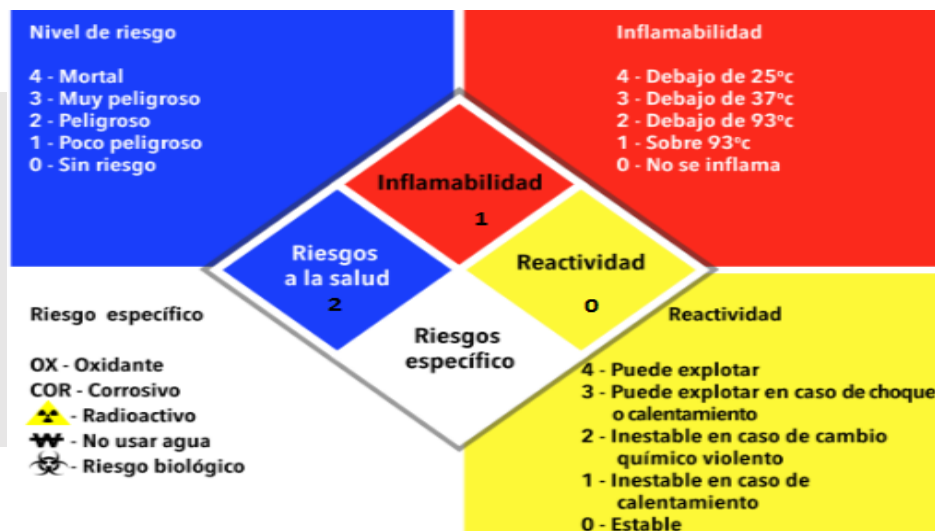 Nivel de riesgo
4 - Mortal
3 - Muy peligroso
2 - Peligroso
1 - Poco peligroso
0 - Sin riesgo
Inflamabilidad
4 - Debajo de 25ºc
3 - Debajo de 37ºc
2 - Debajo de 93ºc
1 - Sobre 93ºc
0 - No se inflama
Inflamabilidad
1
Riesgos
a la salud
2
Reactividad
0
Riesgos
específico
Riesgo específico
OX - Oxidante
COR - Corrosivo
- Radioactivo
W - No usar agua
- Riesgo biológico
Reactividad
4 - Puede explotar
3 - Puede explotar en caso de choque
o calentamiento
2 - Inestable en caso de cambio
químico violento
1 - Inestable en caso de
calentamiento
0 - Estable